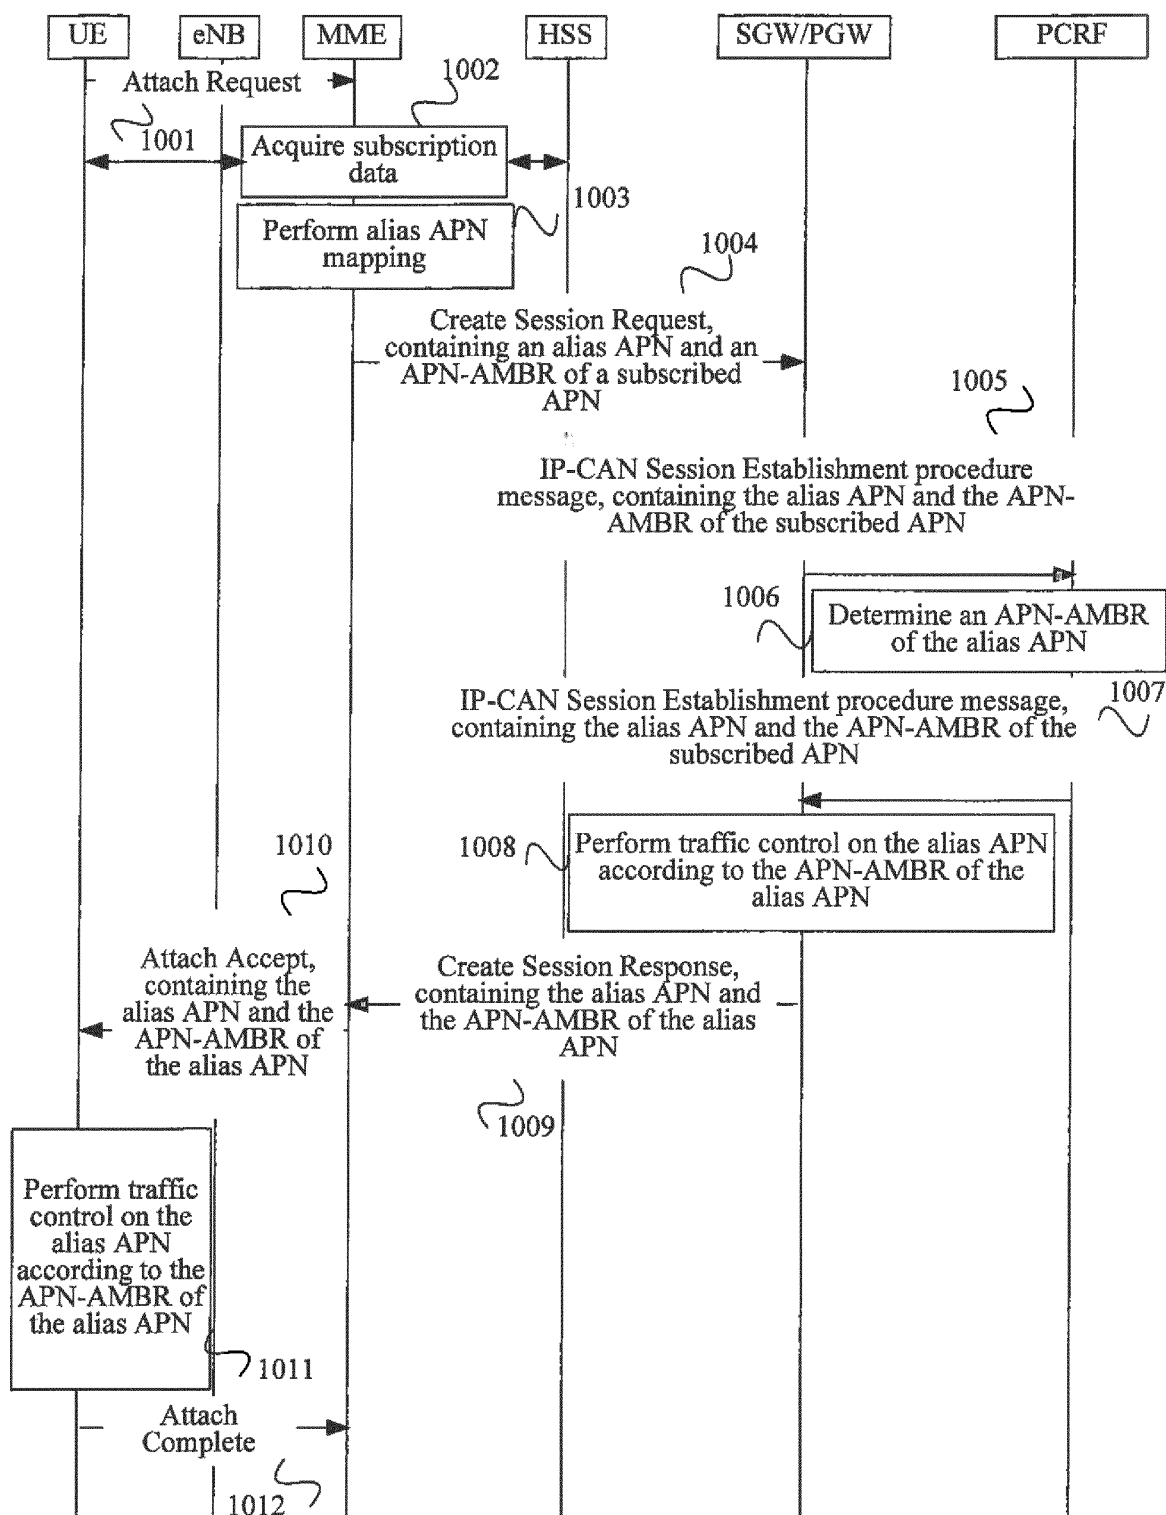 UE eNB MME HSS SGW/PGW PCRF
Attach Request
1002
1001
Acquire subscription
data
1003
Perform alias APN
mapping
1004
Create Session Request,
containing an alias APN and an
APN-AMBR of a subscribed
APN
1005
IP-CAN Session Establishment procedure
message, containing the alias APN and the APN-
AMBR of the subscribed APN
1006
Determine an APN-AMBR
of the alias APN
1007
IP-CAN Session Establishment procedure message,
containing the alias APN and the APN-AMBR of the
subscribed APN
1008
Perform traffic control on the alias APN
according to the APN-AMBR of the
alias APN
1010
Attach Accept,
containing the
alias APN and the
APN-AMBR of
the alias APN
Create Session Response,
containing the alias APN and
the APN-AMBR of the alias
APN
1009
Perform traffic
control on the
alias APN
according to the
APN-AMBR of
the alias APN
1011
Attach
Complete
1012